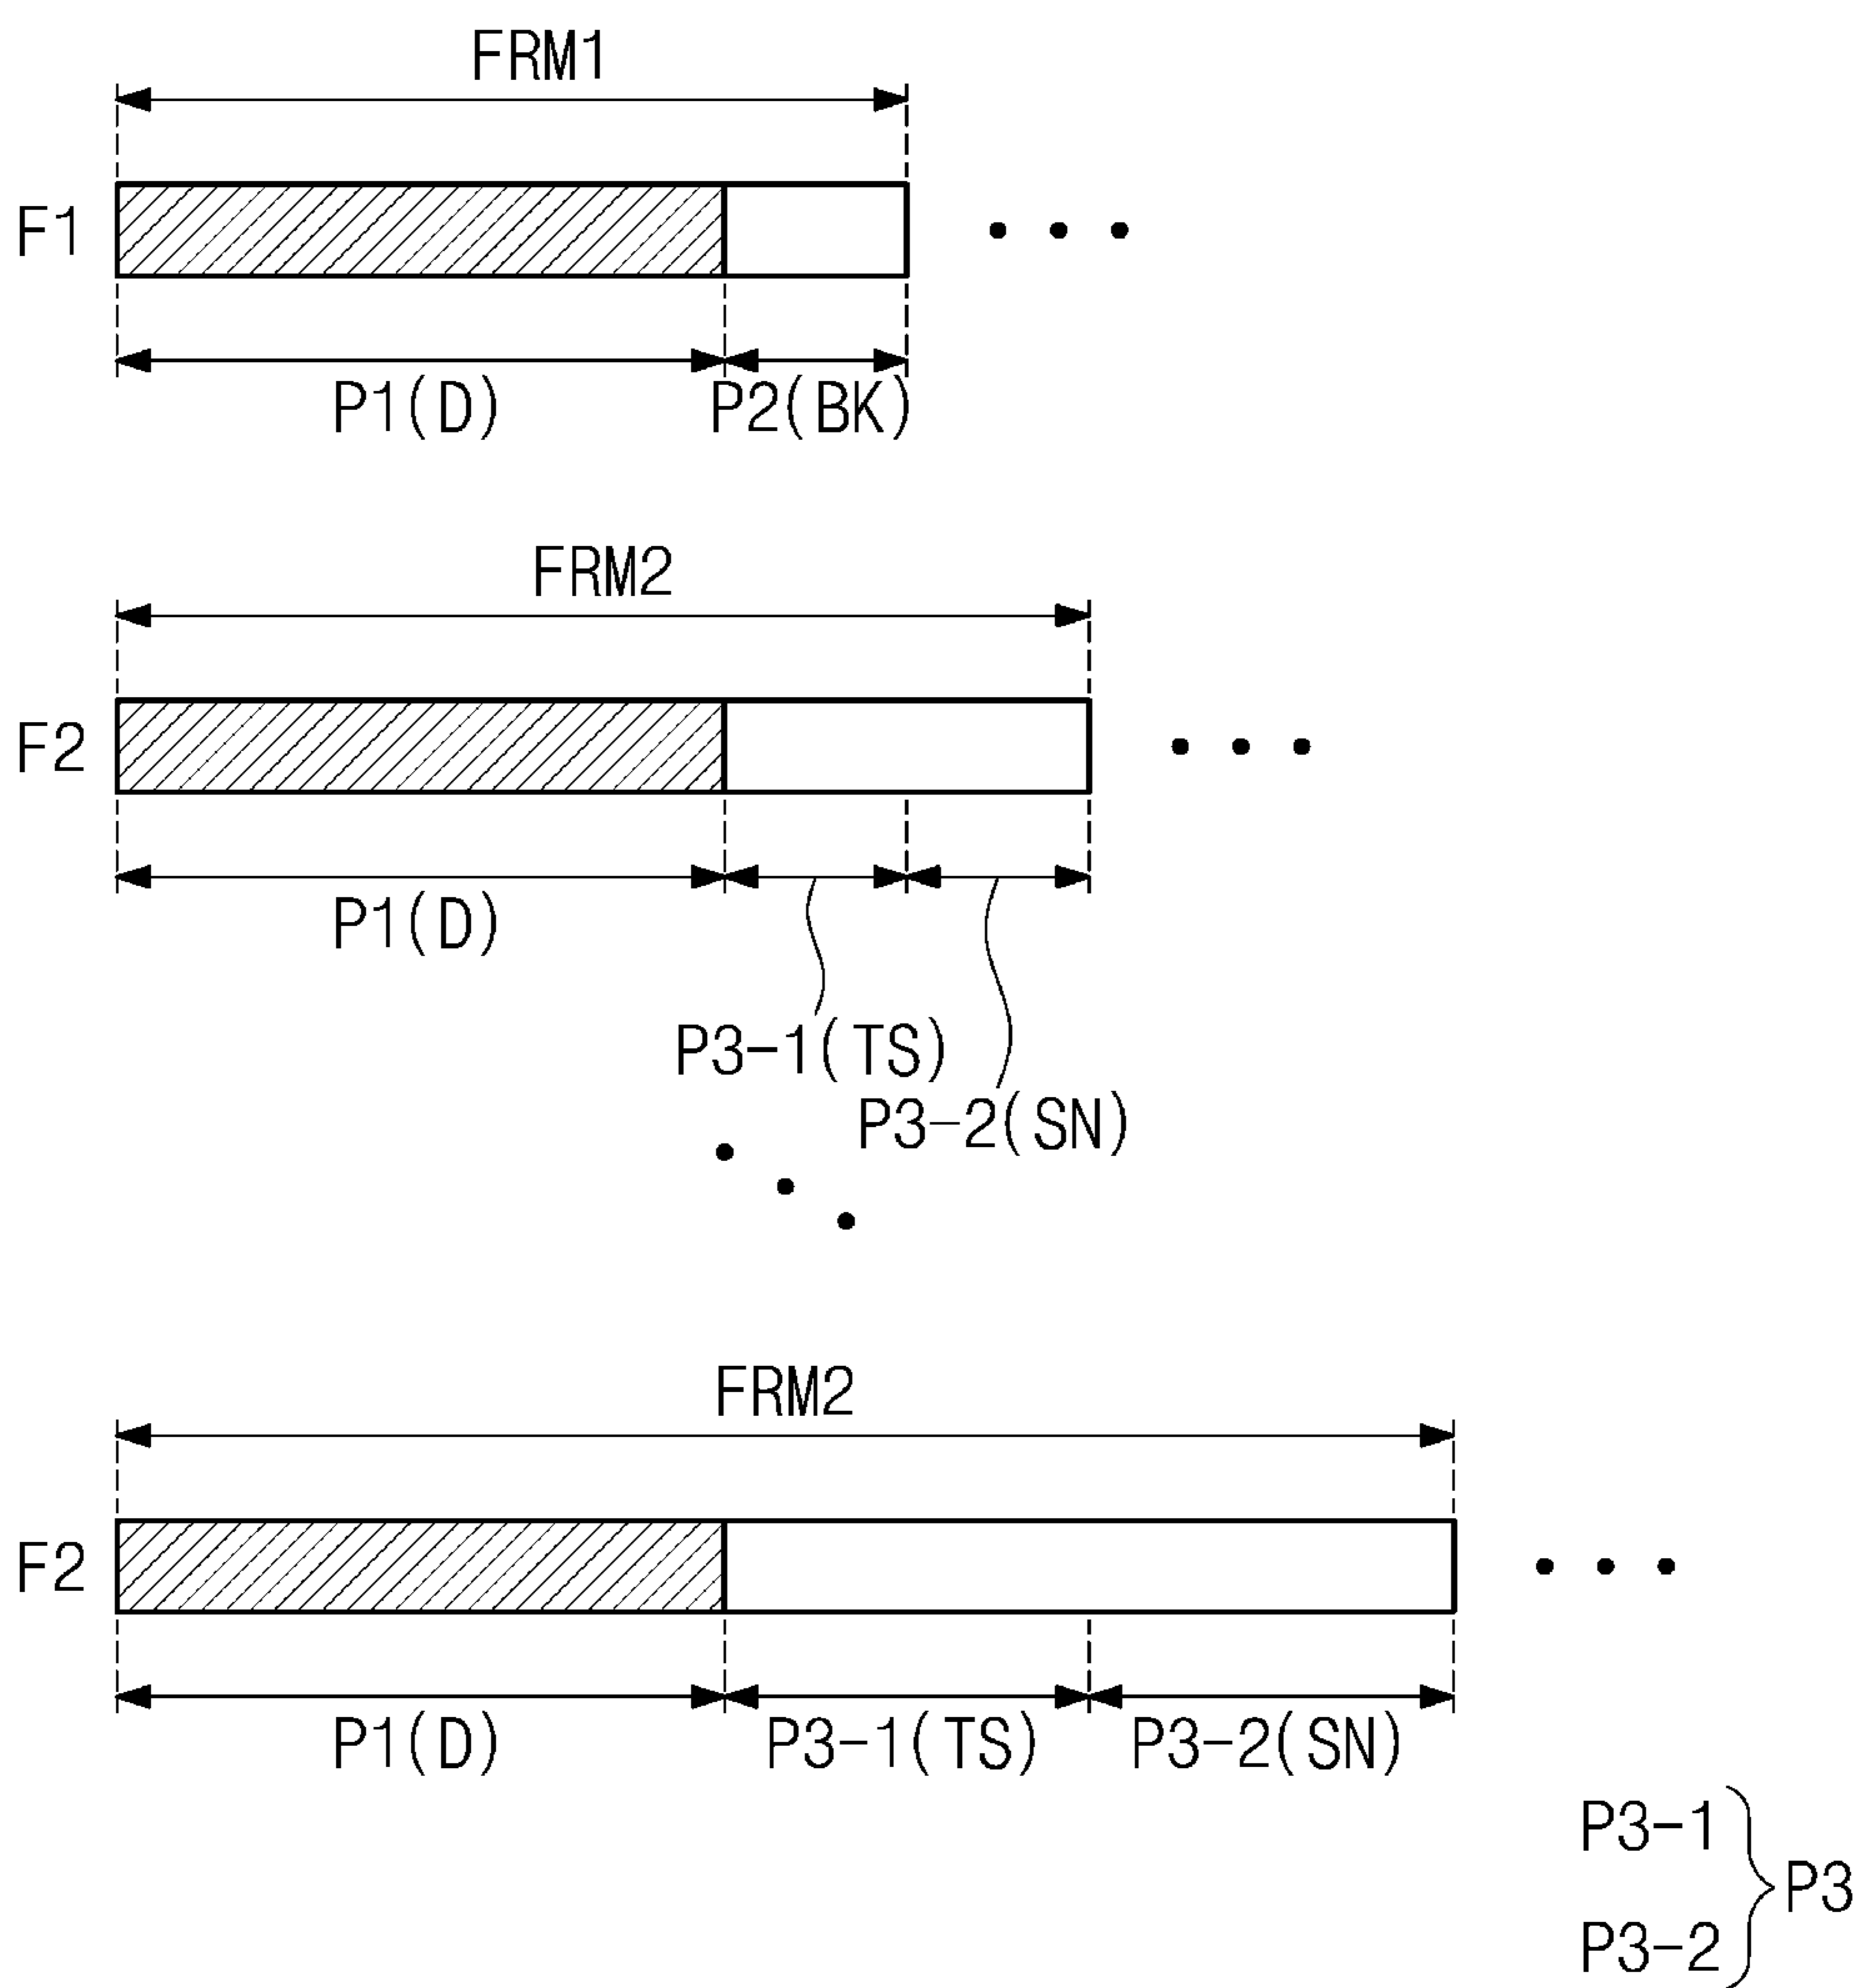 FRM1
F1
P1(D) P2(BK)
FRM2
F2
P1(D)
P3-1(TS)
P3-2(SN)
FRM2
F2
P1(D) P3-1(TS) P3-2(SN)
P3-1
P3
P3-2